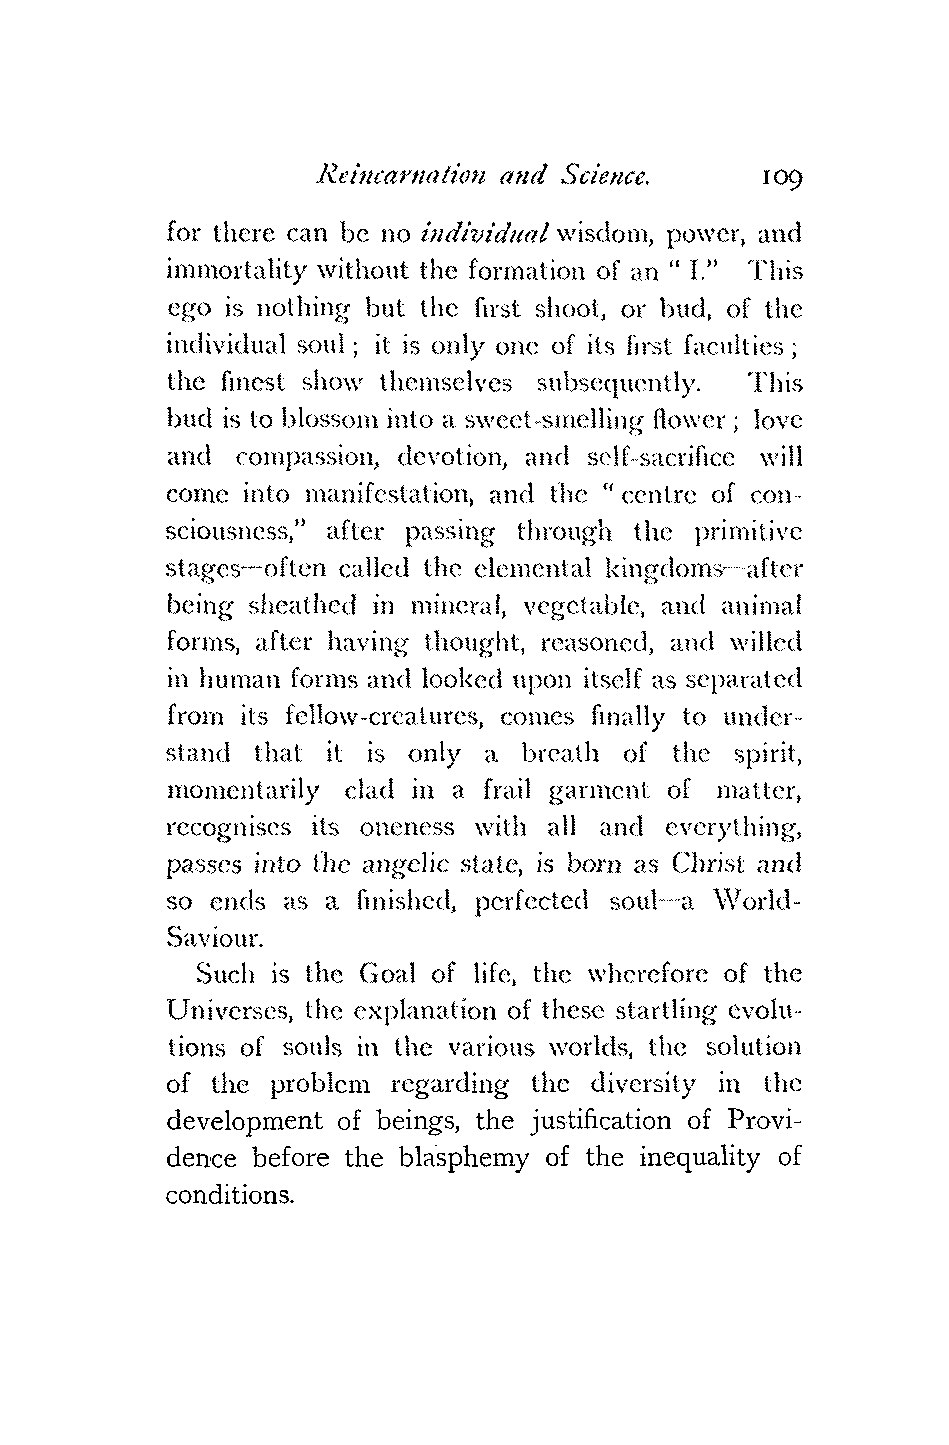 Reincarnation and Science. 109
for there can be no individual wisdom, power, and
immortality without the formation of an " I." This
ego is nothing but the first shoot, or bud, of the
individual soul ; it is only one of its first faculties ;
the finest show themselves subsequently. This
bud is to blossom into a sweet-smelling flower ; love
and compassion, devotion, and self-sacrifice will
come into manifestation, and the " centre of con-
sciousness," after passing through the primitive
stages—often called the elemental kingdoms—after
being sheathed in mineral, vegetable, and animal
forms, after having thought, reasoned, and willed
in human forms and looked upon itself as separated
from its fellow-creatures, comes finally to under-
stand that it is only a breath of the spirit,
momentarily clad in a frail garment of matter,
recognises its oneness with all and everything,
passes into the angelic state, is born as Christ and
so ends as a finished, perfected soul—a World-
Saviour.
Such is the Goal of life, the wherefore of the
Universes, the explanation of these startling evolu-
tions of souls in the various worlds, the solution
of the problem regarding the diversity in the
development of beings, the justification of Provi-
dence before the blasphemy of the inequality of
conditions.